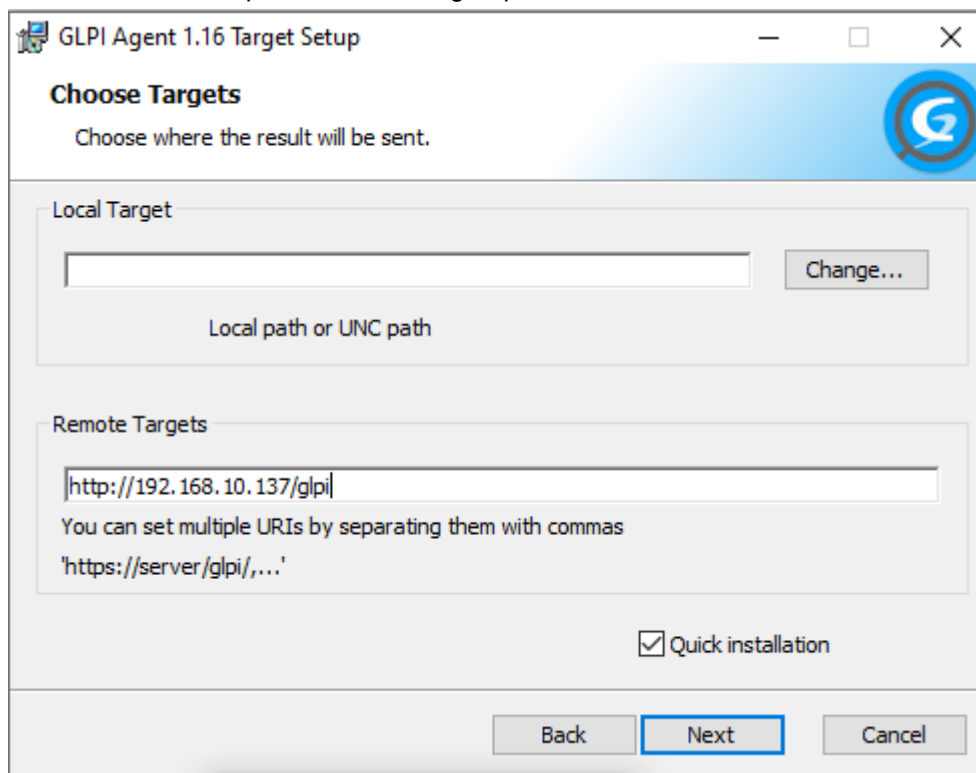 GLPI Agent 1.16 Target Setup
Choose Targets
Choose where the result will be sent.
Local Target
Change...
Local path or UNC path
Remote Targets
http://192.168.10.137/glpi
You can set multiple URIs by separating them with commas
'https://server/glpi/,...'
Quick installation
Back Next Cancel